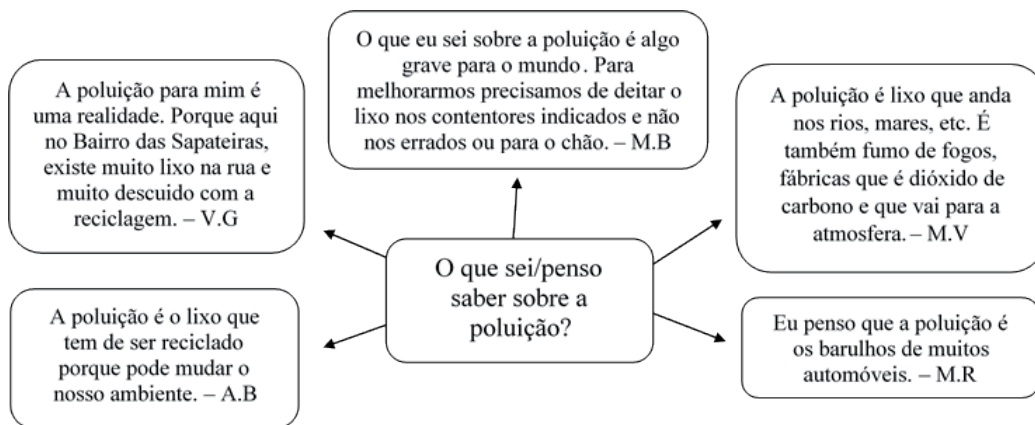 O que eu sei sobre a poluição é algo
grave para o mundo. Para
melhorarmos precisamos de deitar o
lixo nos contentores indicados e não
nos errados ou para o chão. – M.B
A poluição para mim é
uma realidade. Porque aqui
no Bairro das Sapateiras,
existe muito lixo na rua e
muito descuido com a
reciclagem. – V.G
A poluição é lixo que anda
nos rios, mares, etc. É
também fumo de fogos,
fábricas que é dióxido de
carbono e que vai para a
atmosfera. – M.V
O que sei/penso
saber sobre a
poluição?
A poluição é o lixo que
tem de ser reciclado
porque pode mudar o
nosso ambiente. – A.B
Eu penso que a poluição é
os barulhos de muitos
automóveis. – M.R